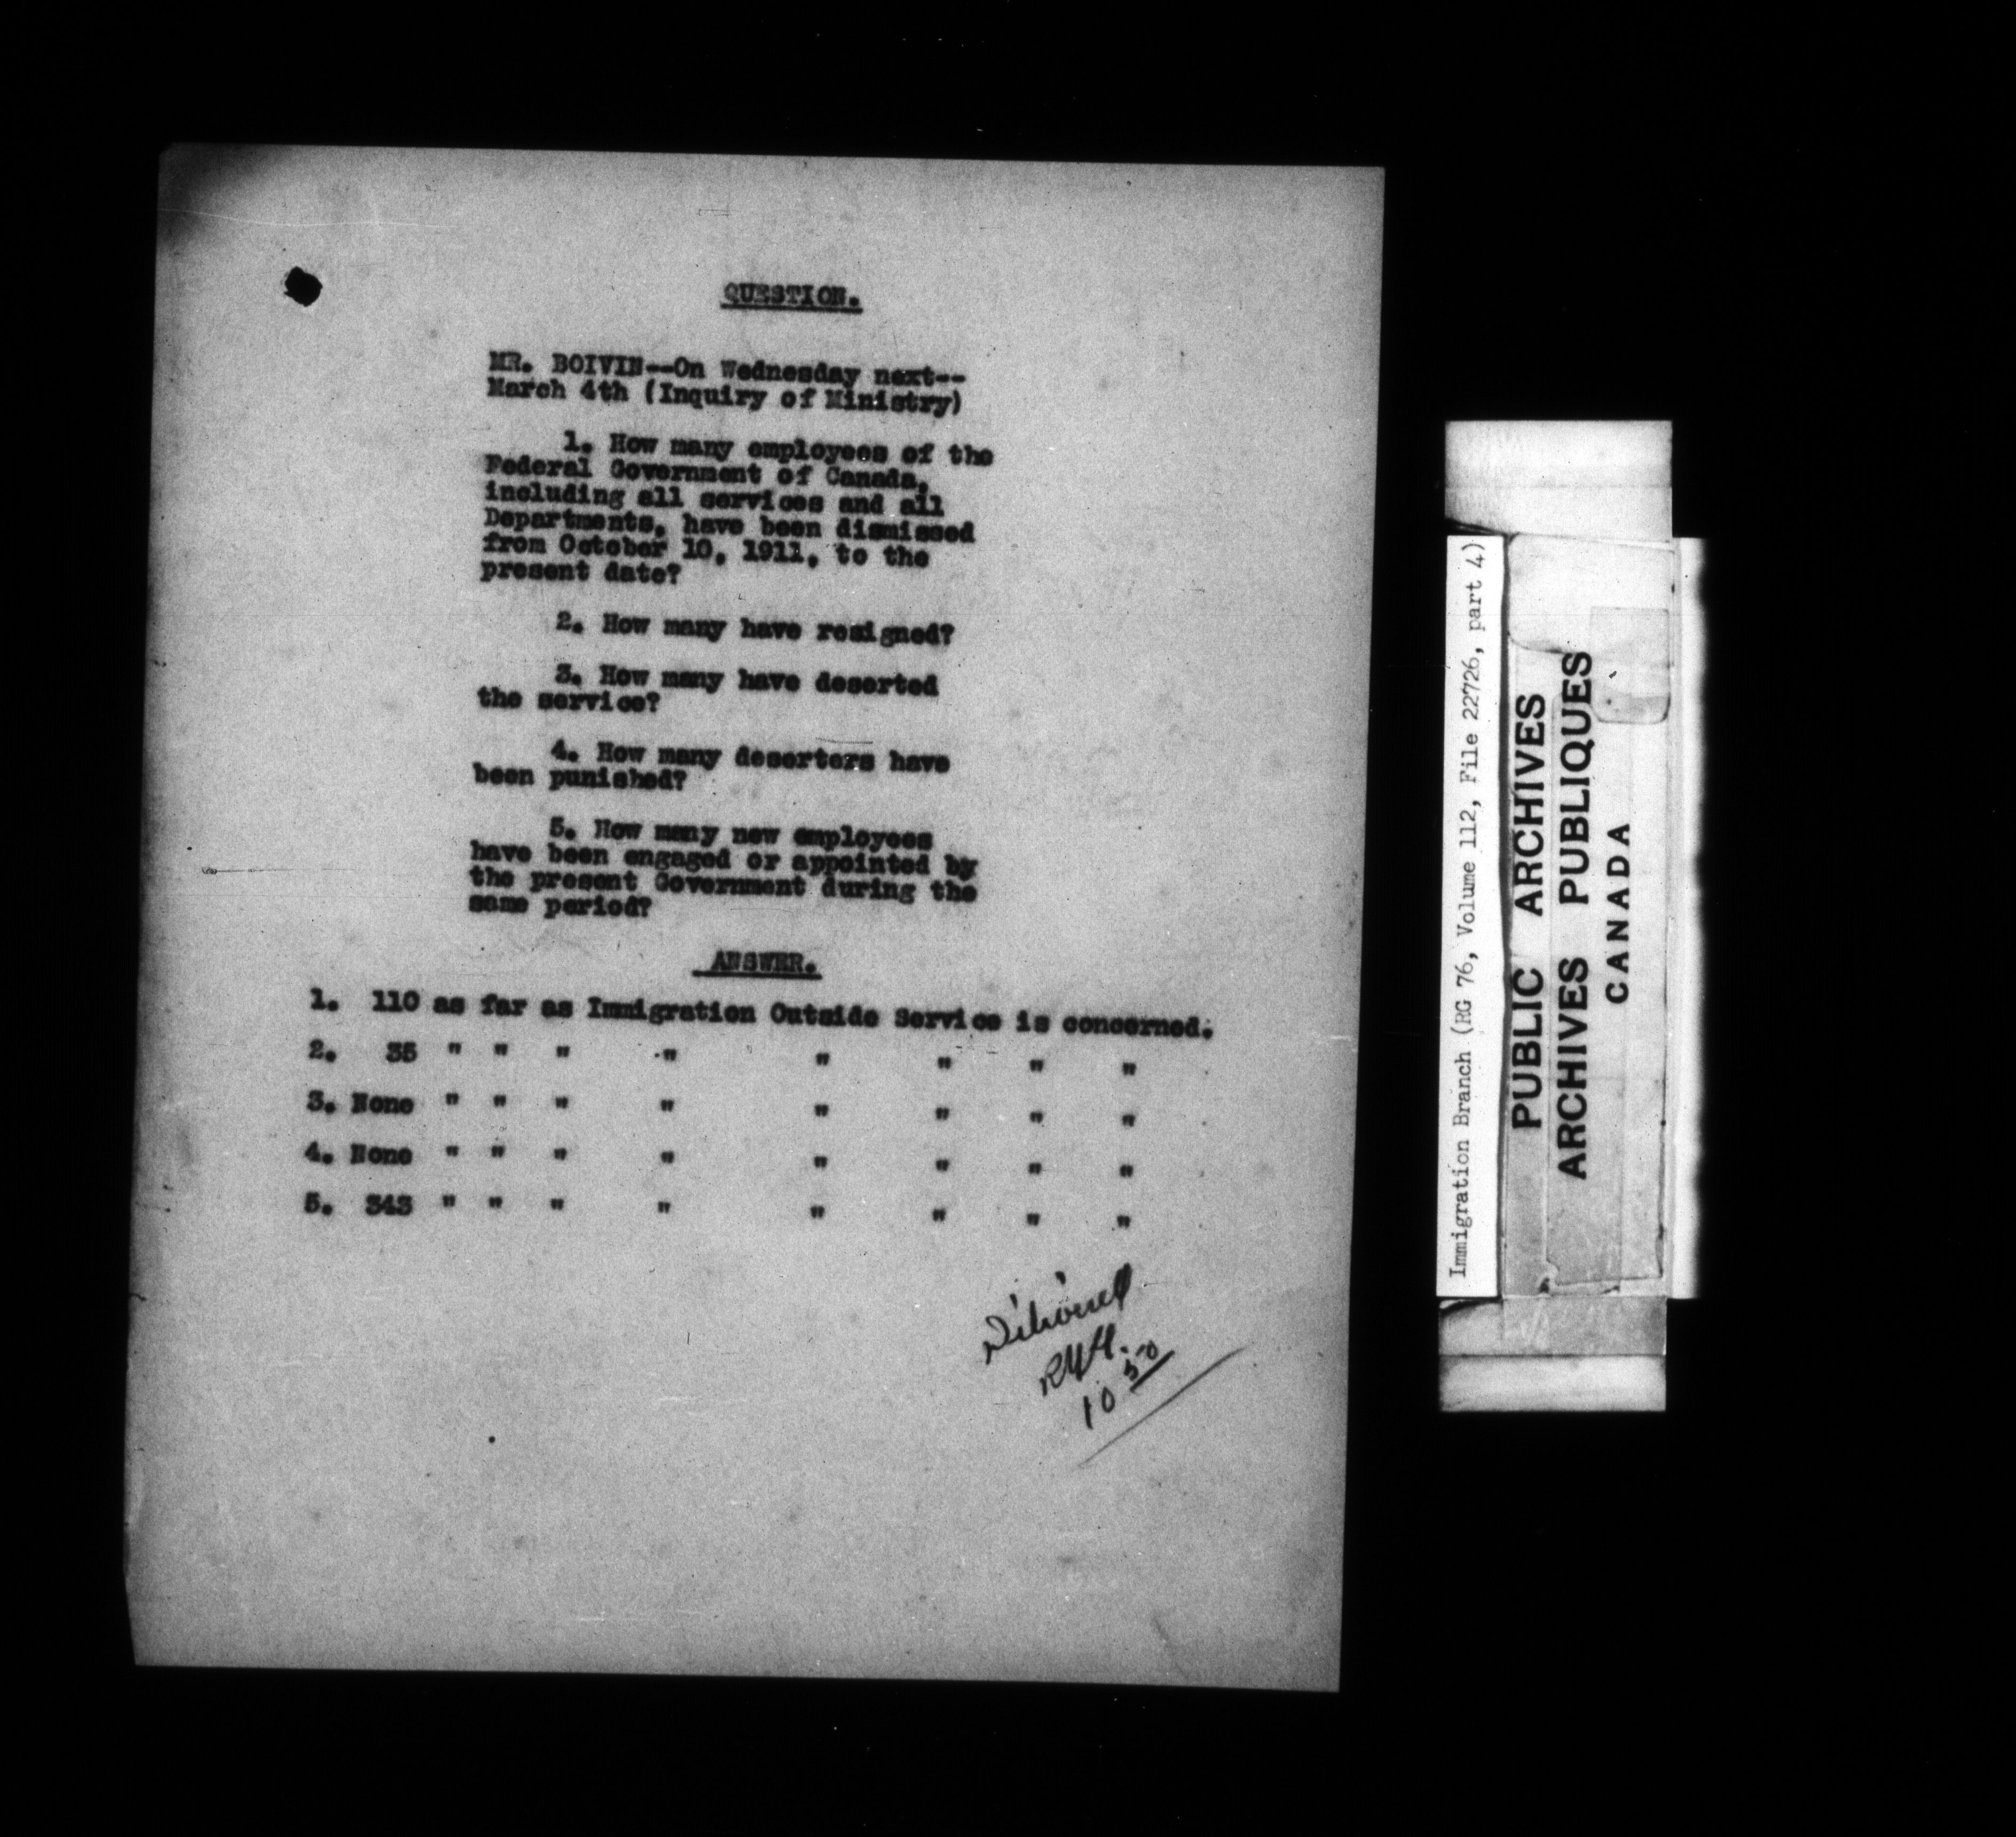 QUESTION.
MR. BOIVIN--On Wednesday next--
March 4th (Inquiry of Ministry)
1. How many employees of the
Federal Government of Canada,
including all services and all
Departments, have been dismissed
from October 10, 1911, to the
present date?
2. How many have resigned?
3. How many have deserted
the service?
4. How many deserters have
been punished?
5. How many new employees
have been engaged or appointed by
the present Government during the
same period?
ANSWER.
1. 110 as far as Immigration Outside Service is concerned.
2. 35 " " " " " " " "
3. None " " " " " " " "
4. None " " " " " " " "
5. 343 " " " " " " " "
10 50
Immigration Branch (RG 76, Volume 112, File 22726, part 4)
PUBLIC ARCHIVES
ARCHIVES PUBLIQUES
CANADA